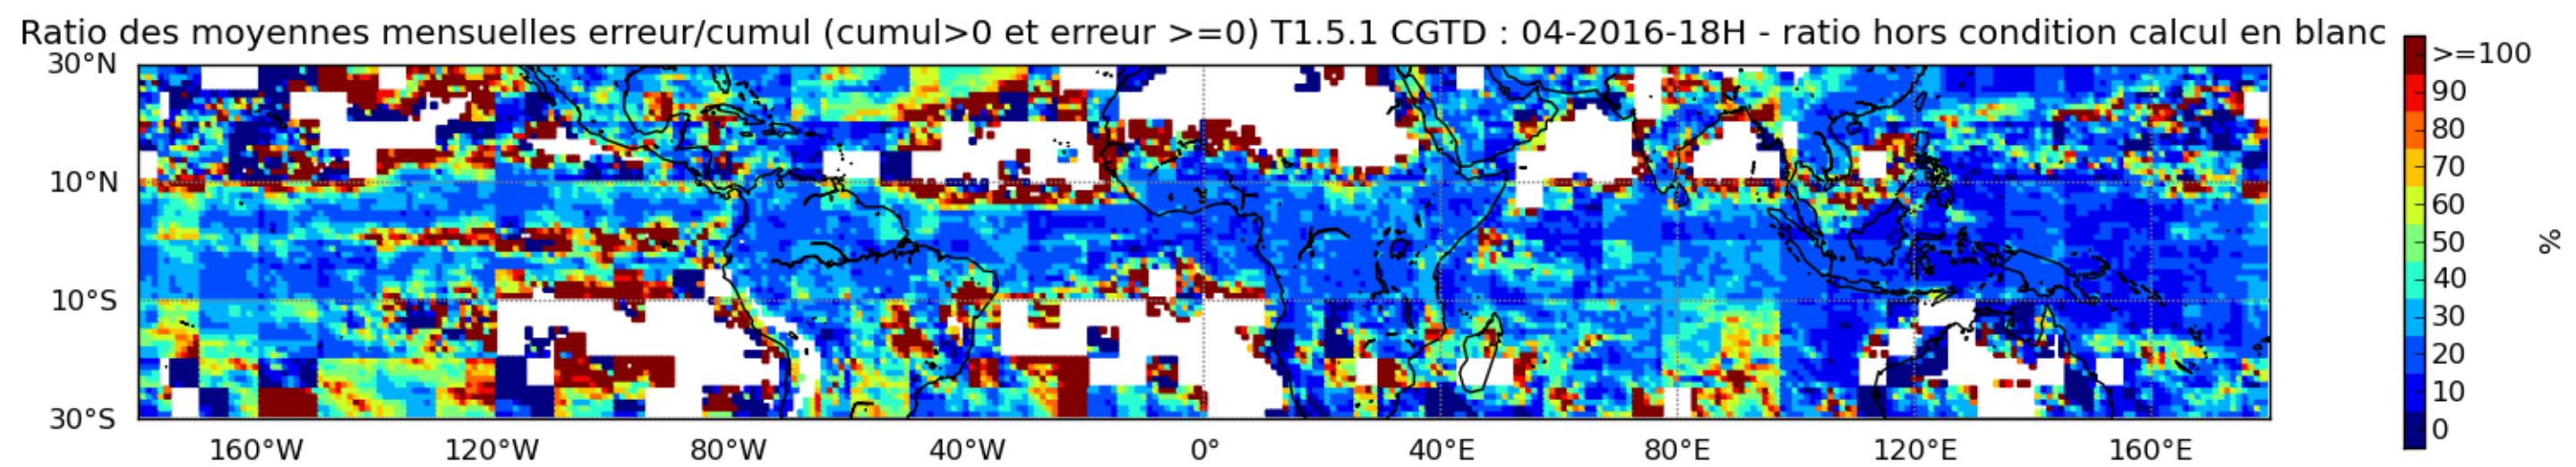 Ratio des moyennes mensuelles erreur/cumul (cumul>0 et erreur >=0) T1.5.1 CGTD : 04-2016-18H - ratio hors condition calcul en blanc
30°N
10°N
10°S
30°S
160°W 120°W 80°W 40°W 0° 40°E 80°E 120°E 160°E
>=100
90
80
70
60
50
40
30
20
10
0
%